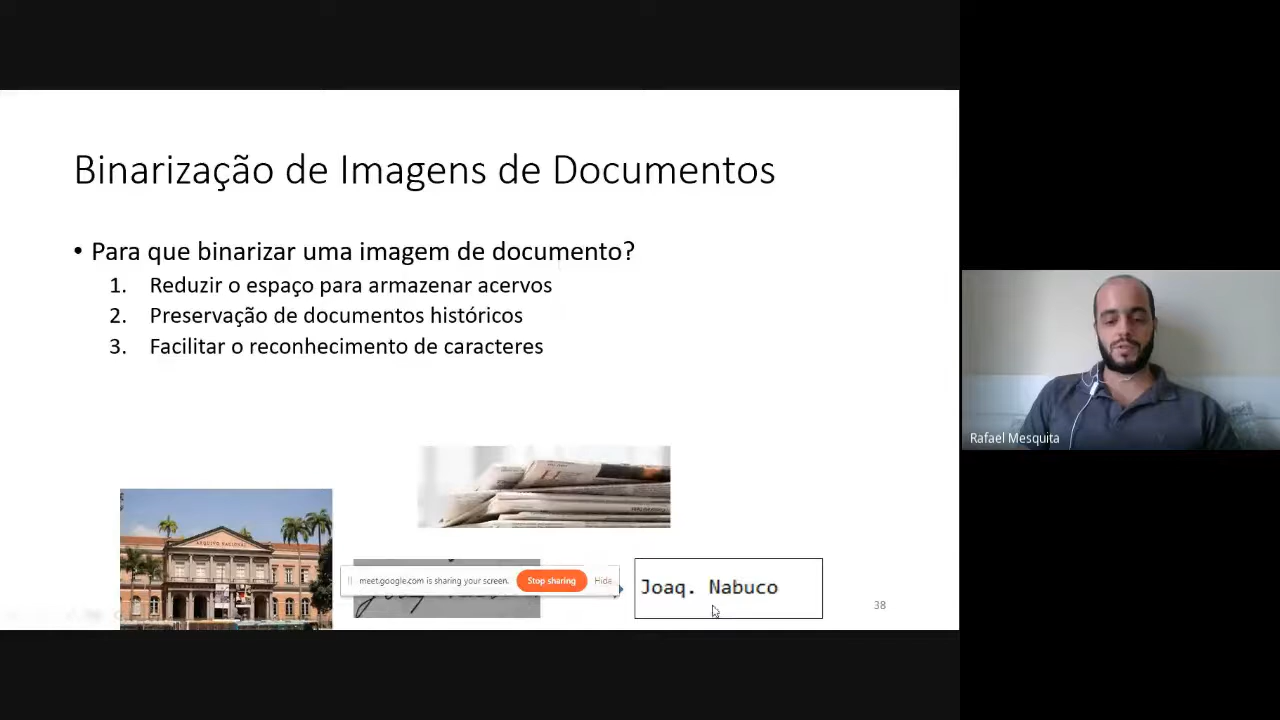 Binarização de Imagens de Documentos
• Para que binarizar uma imagem de documento?
1. Reduzir o espaço para armazenar acervos
2. Preservação de documentos históricos
3. Facilitar o reconhecimento de caracteres
Rafael Mesquita
ARQUIVO NACIONAL
meet.google.com is sharing your screen. Stop sharing Hide
Joaq. Nabuco
38